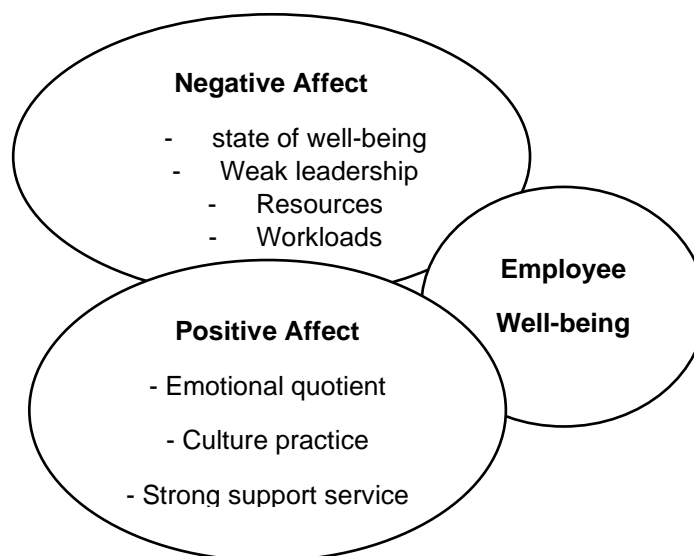 Negative Affect
- state of well-being
- Weak leadership
- Resources
- Workloads
Employee
Well-being
Positive Affect
- Emotional quotient
- Culture practice
- Strong support service